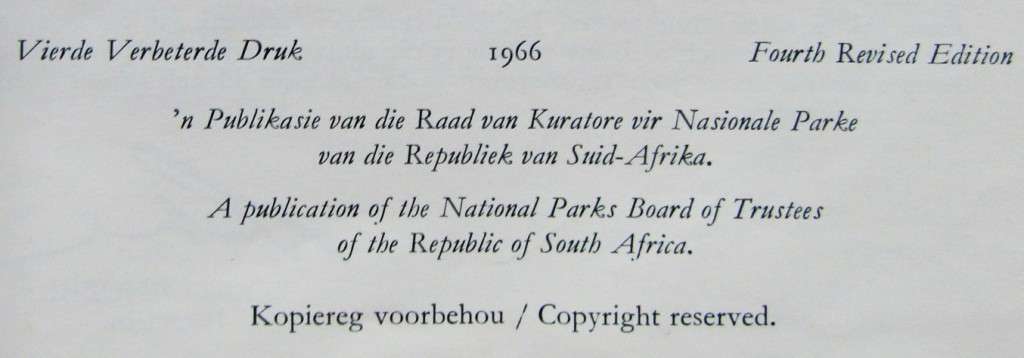 Vierde Verbeterde Druk 1966 Fourth Revised Edition
'n Publikasie van die Raad van Kuratore vir Nasionale Parke
van die Republiek van Suid-Afrika.
A publication of the National Parks Board of Trustees
of the Republic of South Africa.
Kopiereg voorbehou / Copyright reserved.